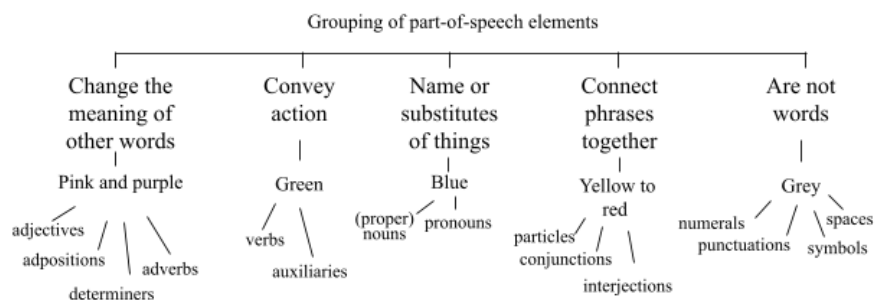 Grouping of part-of-speech elements
Change the
meaning of
other words
Pink and purple
adjectives
adpositions
determiners
adverbs
Convey
action
Green
verbs
auxiliaries
Name or
substitutes
of things
Blue
(proper)
nouns
pronouns
Connect
phrases
together
Yellow to
red
particles
conjunctions
interjections
Are not
words
Grey
numerals
punctuations
symbols
spaces